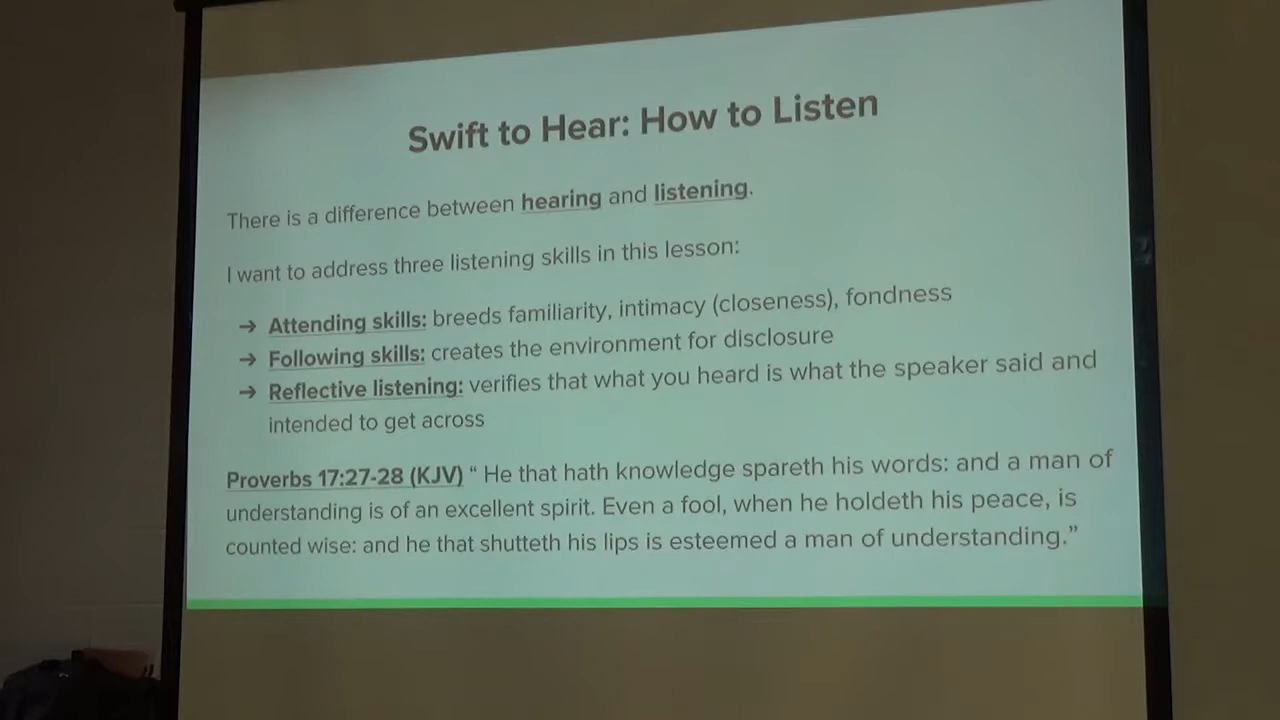 Swift to Hear: How to Listen
There is a difference between hearing and listening.
I want to address three listening skills in this lesson:
→ Attending skills: breeds familiarity, intimacy (closeness), fondness
→ Following skills: creates the environment for disclosure
→ Reflective listening: verifies that what you heard is what the speaker said and
intended to get across
Proverbs 17:27-28 (KJV) “ He that hath knowledge spareth his words: and a man of
understanding is of an excellent spirit. Even a fool, when he holdeth his peace, is
counted wise: and he that shutteth his lips is esteemed a man of understanding.”